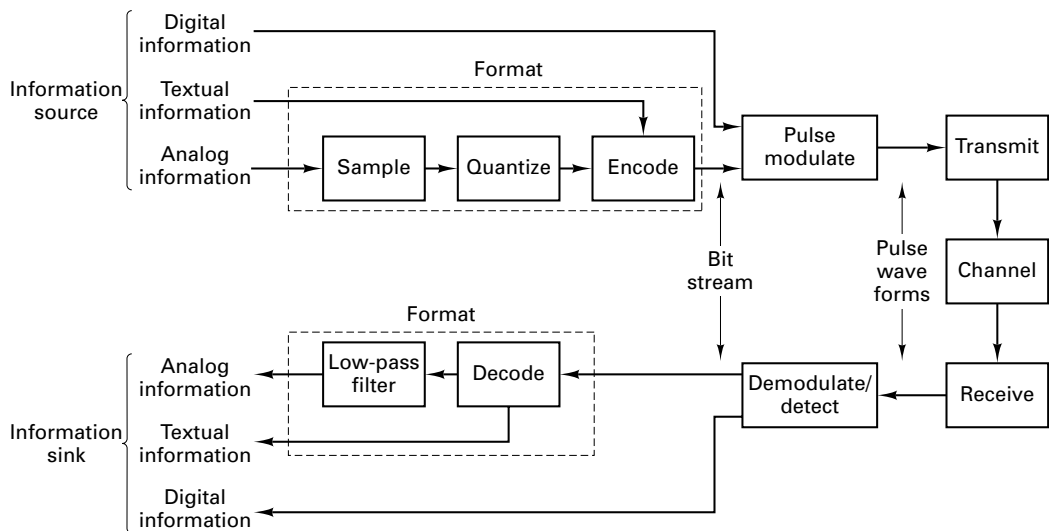 Digital
information
Format
Information
source
Textual
information
Analog
information
Sample
Quantize
Encode
Pulse
modulate
Transmit
Bit
stream
Pulse
wave
forms
Channel
Format
Information
sink
Analog
information
Low-pass
filter
Decode
Demodulate/
detect
Receive
Textual
information
Digital
information